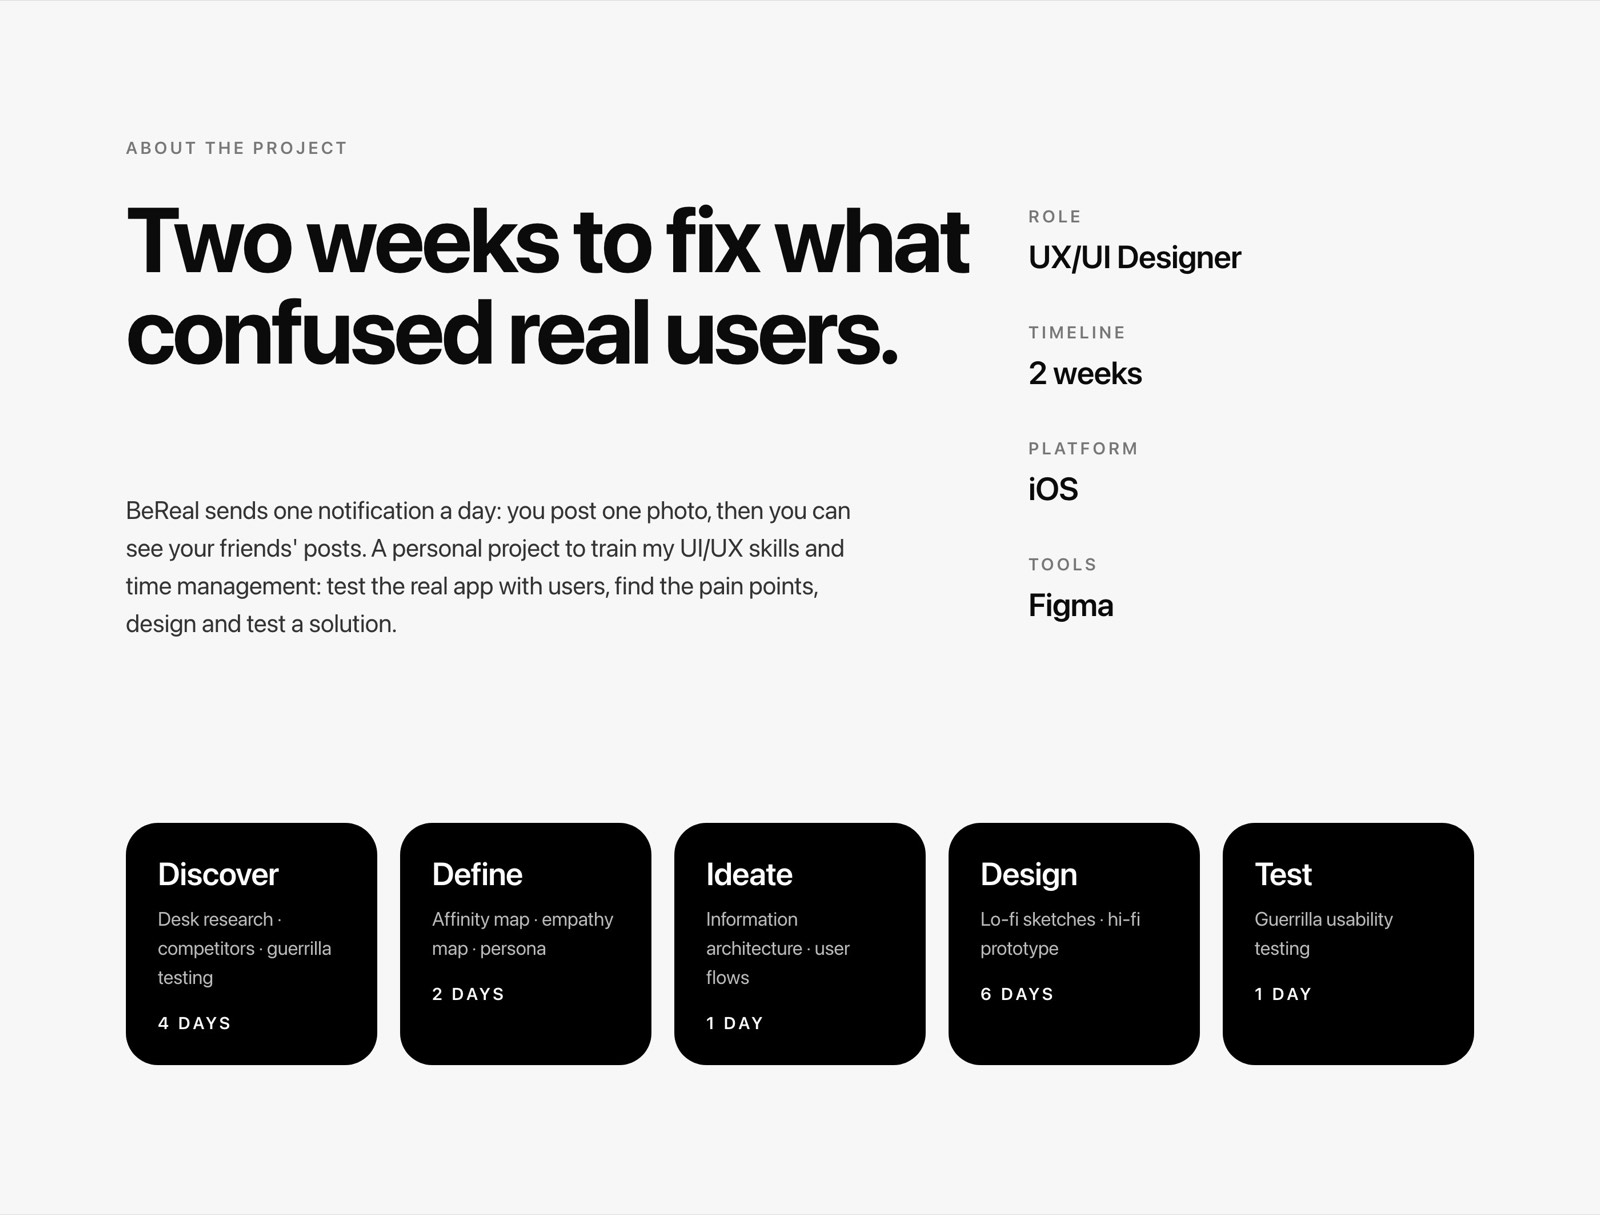 ABOUT THE PROJECT
Two weeks to fix what
confused real users.
BeReal sends one notification a day: you post one photo, then you can
see your friends' posts. A personal project to train my UI/UX skills and
time management: test the real app with users, find the pain points,
design and test a solution.
ROLE
UX/UI Designer
TIMELINE
2 weeks
PLATFORM
iOS
TOOLS
Figma
Discover
Desk research ·
competitors · guerrilla
testing
4 DAYS
Define
Affinity map · empathy
map · persona
2 DAYS
Ideate
Information
architecture · user
flows
1 DAY
Design
Lo-fi sketches · hi-fi
prototype
6 DAYS
Test
Guerrilla usability
testing
1 DAY